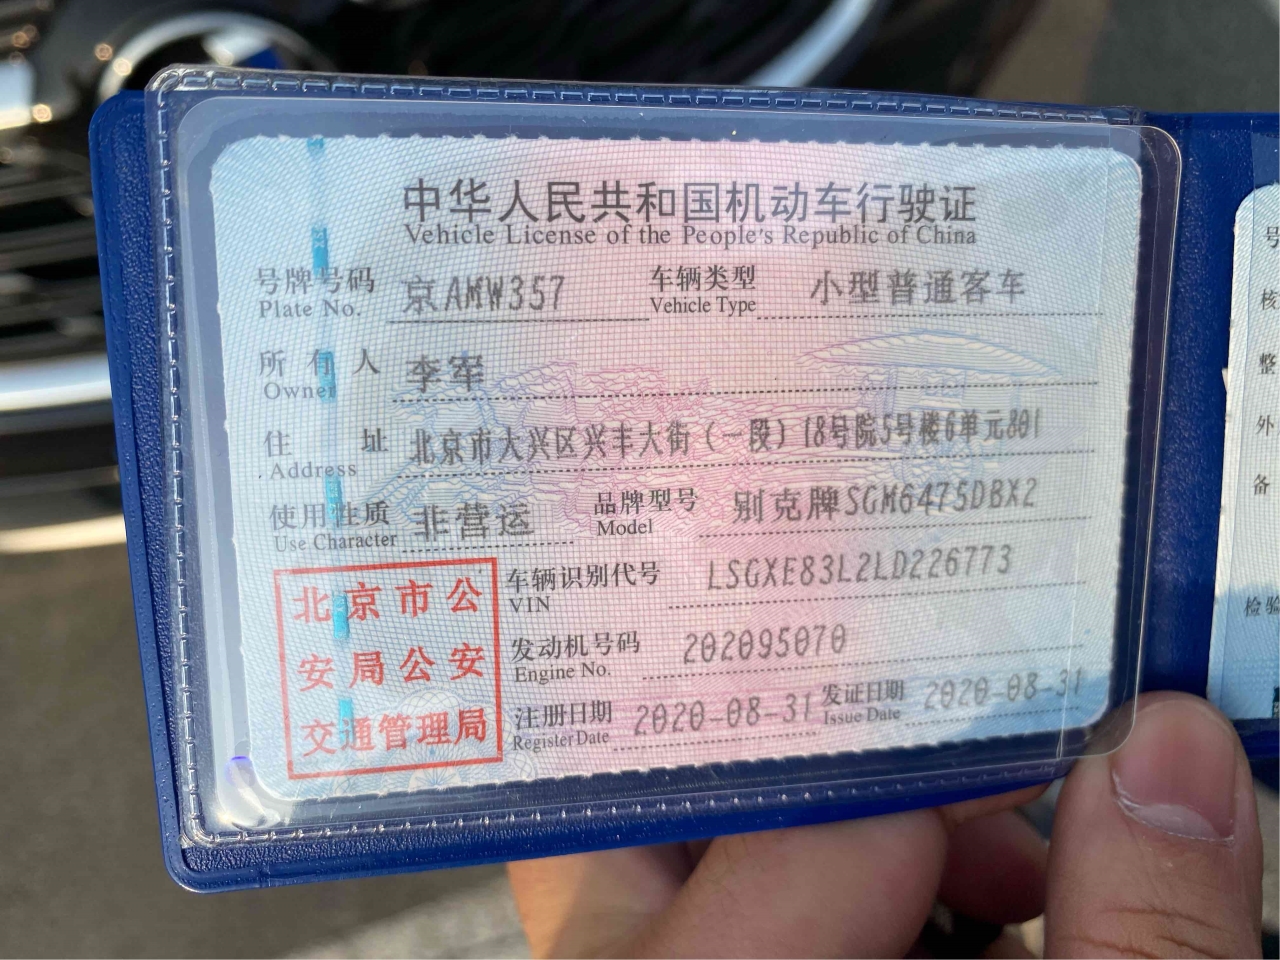 中华人民共和国机动车行驶证
Vehicle License of the People's Republic of China
号牌号码 京AMW357 车辆类型 小型普通客车
Plate No. Vehicle Type
所有人 李军
Owner
住址 北京市大兴区兴丰大街(一段)18号院5号楼6单元801
Address
使用性质 非营运 品牌型号 别克牌SGM6475DBX2
Use Character Model
车辆识别代号 LSGXE83L2LD226773
VIN
发动机号码 202095070
Engine No.
注册日期 2020-08-31 发证日期 2020-08-31
Register Date Issue Date
北京市公
安局公安
交通管理局
号
核
整
外
备
检验